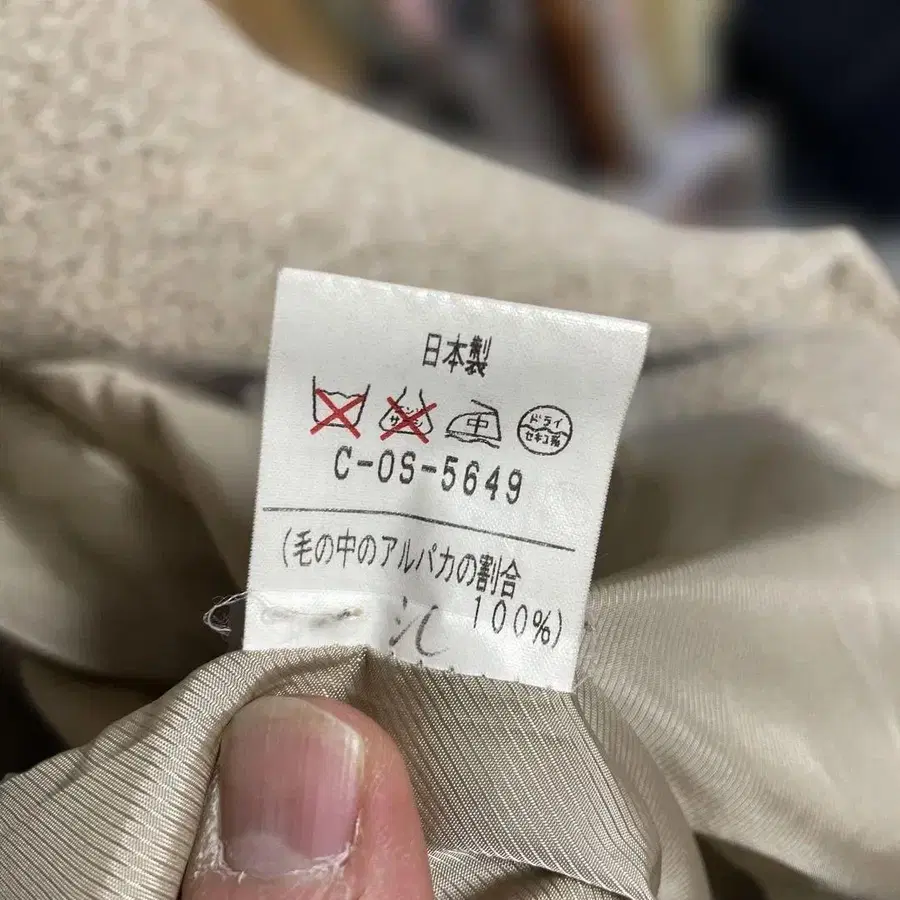 日本製
中 ドライ
セキユ系
C-OS-5649
(毛の中のアルパカの割合
100%)